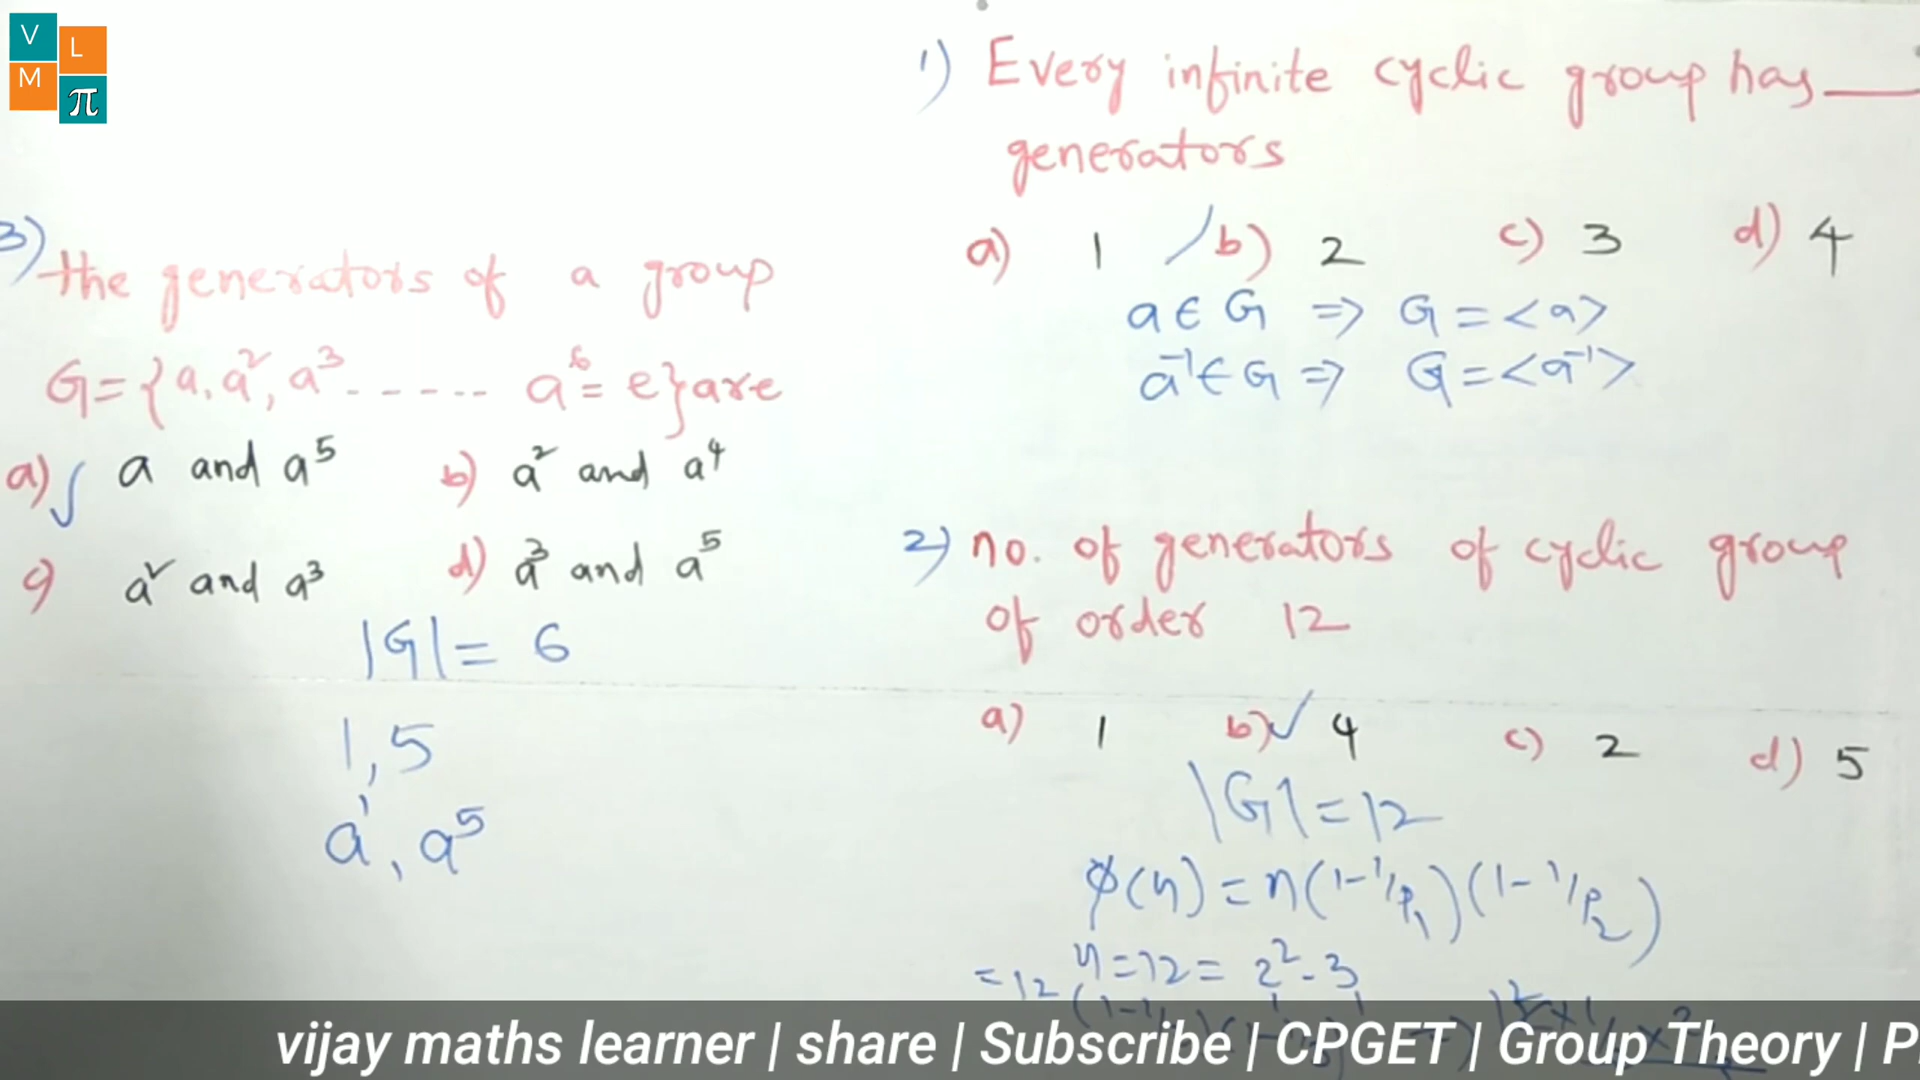 V L
M π
1) Every infinite cyclic group has ____
generators
a) 1 b) 2 c) 3 d) 4
a ∈ G ⇒ G = <a>
a⁻¹ ∈ G ⇒ G = <a⁻¹>
2) no. of generators of cyclic group
of order 12
a) 1 b) ✓ 4 c) 2 d) 5
|G| = 12
φ(n) = n(1-1/p₁)(1-1/p₂)
n = 12 = 2² - 3¹
= 12
3) the generators of a group
G = {a, a², a³ ------ a⁶ = e} are
a) ✓ a and a⁵ b) a² and a⁴
c) a² and a³ d) a³ and a⁵
|G| = 6
1, 5
a¹, a⁵
vijay maths learner | share | Subscribe | CPGET | Group Theory | P